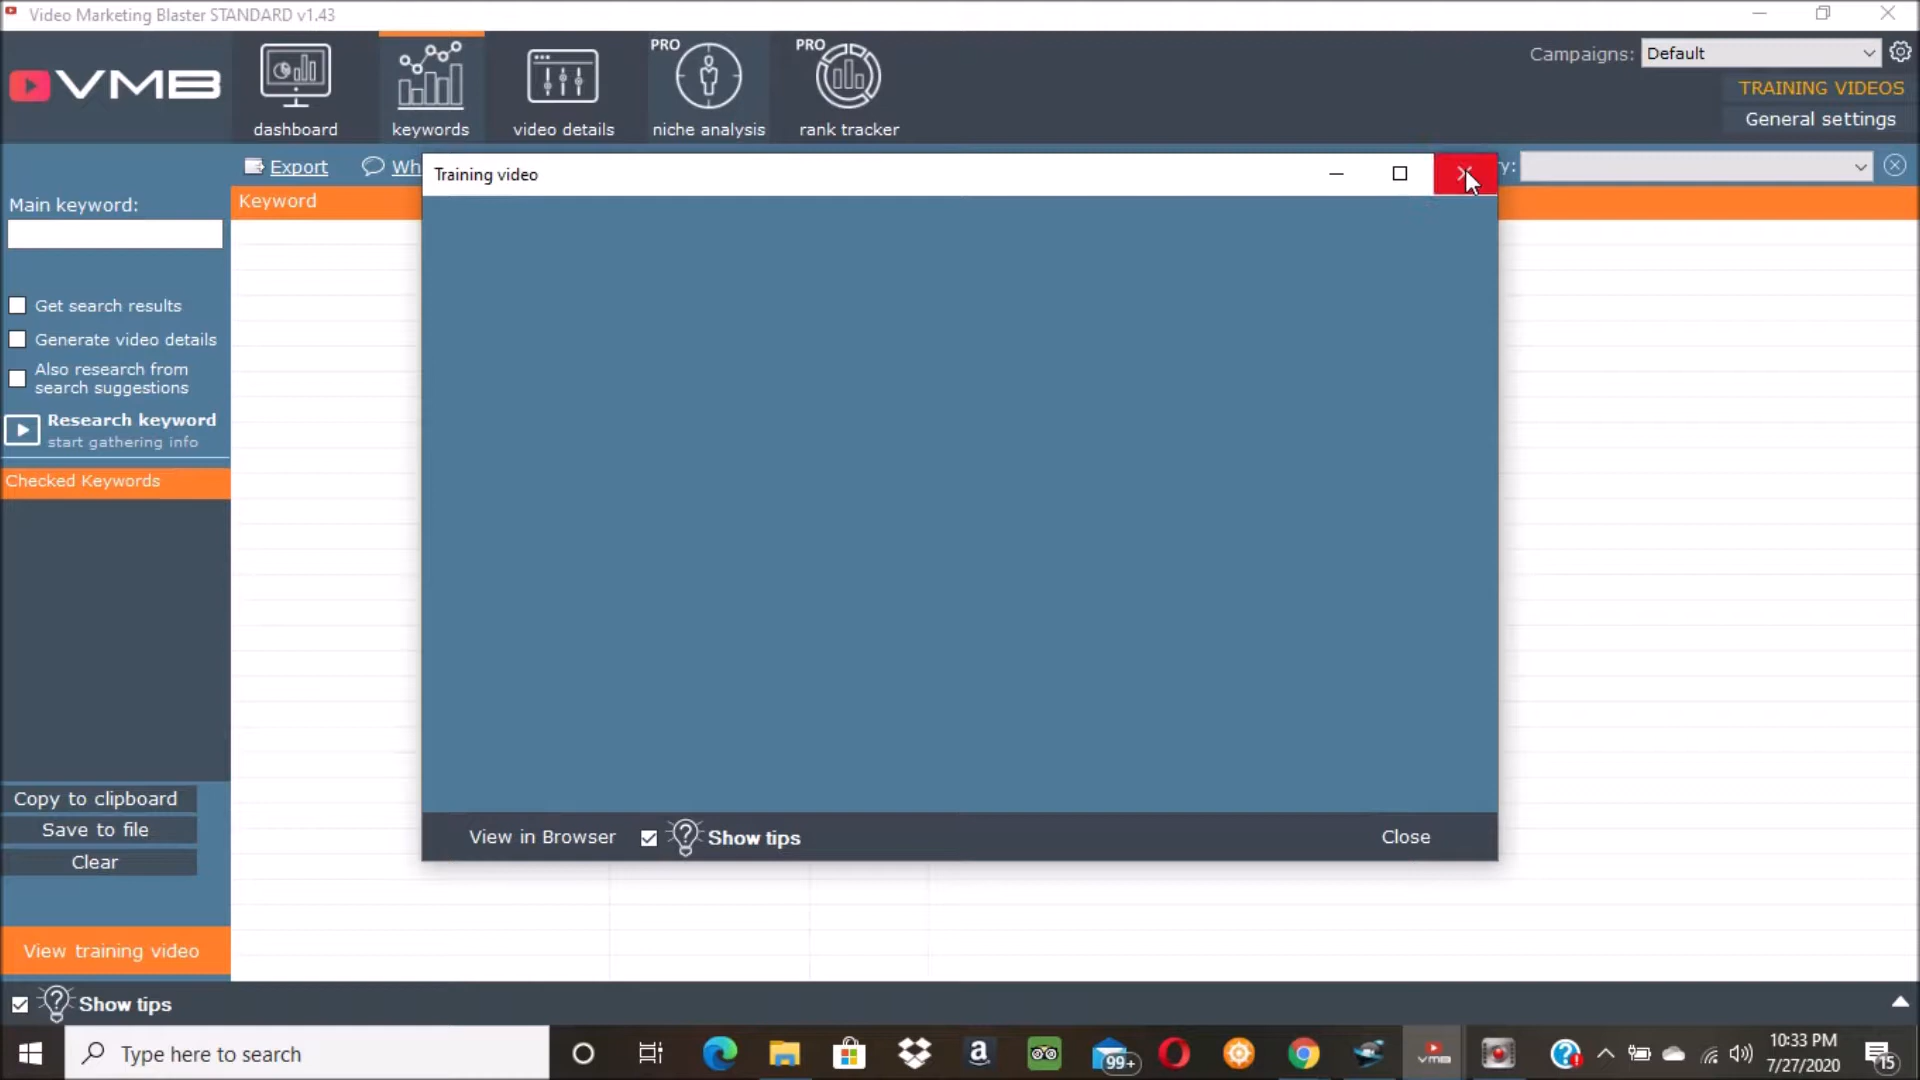 Video Marketing Blaster STANDARD v1.43
VMB
dashboard
keywords
video details
PRO
niche analysis
PRO
rank tracker
Campaigns: Default
TRAINING VIDEOS
General settings
Export
Wh
Training video
y:
Main keyword:
Keyword
Get search results
Generate video details
Also research from
search suggestions
Research keyword
start gathering info
Checked Keywords
Copy to clipboard
Save to file
Clear
View in Browser
Show tips
Close
View training video
Show tips
Type here to search
a
99+
vmb
10:33 PM
7/27/2020
15